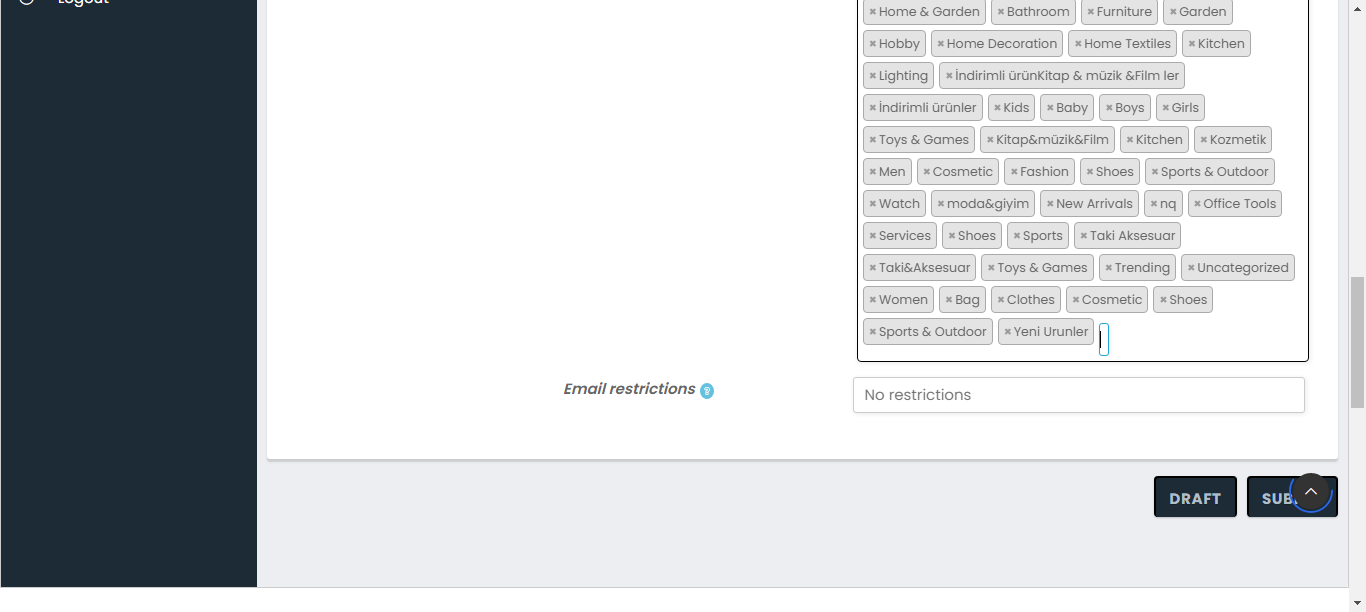 Logout
× Home & Garden × Bathroom × Furniture × Garden
× Hobby × Home Decoration × Home Textiles × Kitchen
× Lighting × İndirimli ürünKitap & müzik &Film ler
× İndirimli ürünler × Kids × Baby × Boys × Girls
× Toys & Games × Kitap&müzik&Film × Kitchen × Kozmetik
× Men × Cosmetic × Fashion × Shoes × Sports & Outdoor
× Watch × moda&giyim × New Arrivals × nq × Office Tools
× Services × Shoes × Sports × Taki Aksesuar
× Taki&Aksesuar × Toys & Games × Trending × Uncategorized
× Women × Bag × Clothes × Cosmetic × Shoes
× Sports & Outdoor × Yeni Urunler
Email restrictions ?
No restrictions
DRAFT